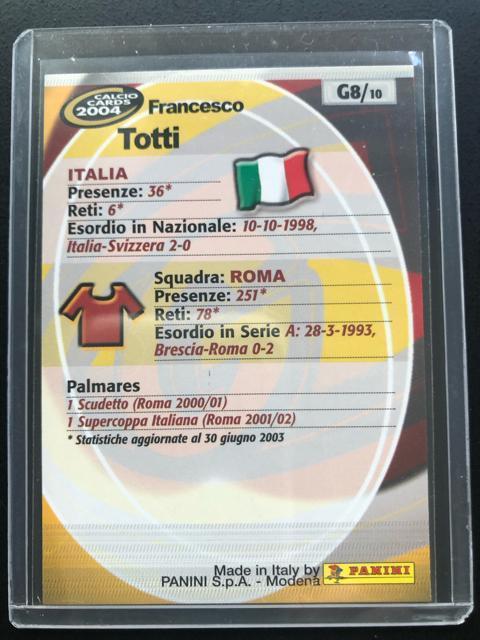 CALCIO
CARDS
2004
G8/10
Francesco
Totti
ITALIA
Presenze: 36*
Reti: 6*
Esordio in Nazionale: 10-10-1998,
Italia-Svizzera 2-0
Squadra: ROMA
Presenze: 251*
Reti: 78*
Esordio in Serie A: 28-3-1993,
Brescia-Roma 0-2
Palmares
1 Scudetto (Roma 2000/01)
1 Supercoppa Italiana (Roma 2001/02)
* Statistiche aggiornate al 30 giugno 2003
Made in Italy by
PANINI S.p.A. - Modena
PANINI